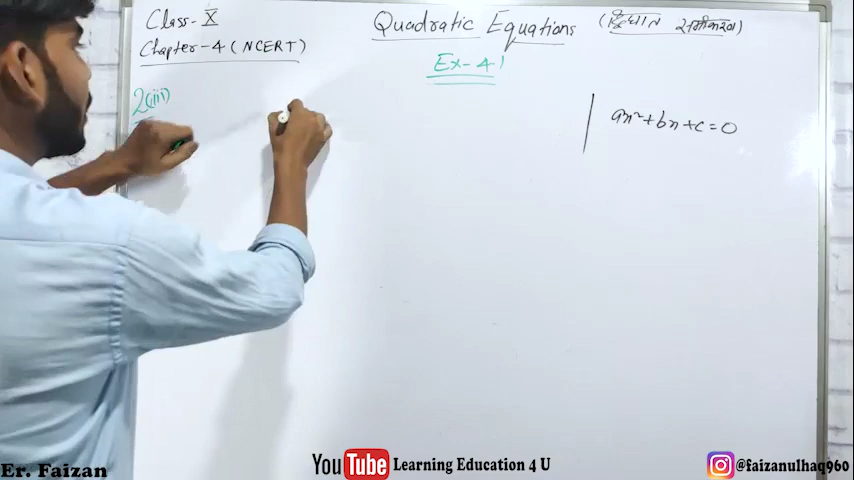 Class-X
Chapter-4 (NCERT)
Quadratic Equations (द्विघात समीकरण)
Ex-4.1
2(iii)
ax²+bx+c=0
Er. Faizan
YouTube Learning Education 4 U
@faizanulhaq960